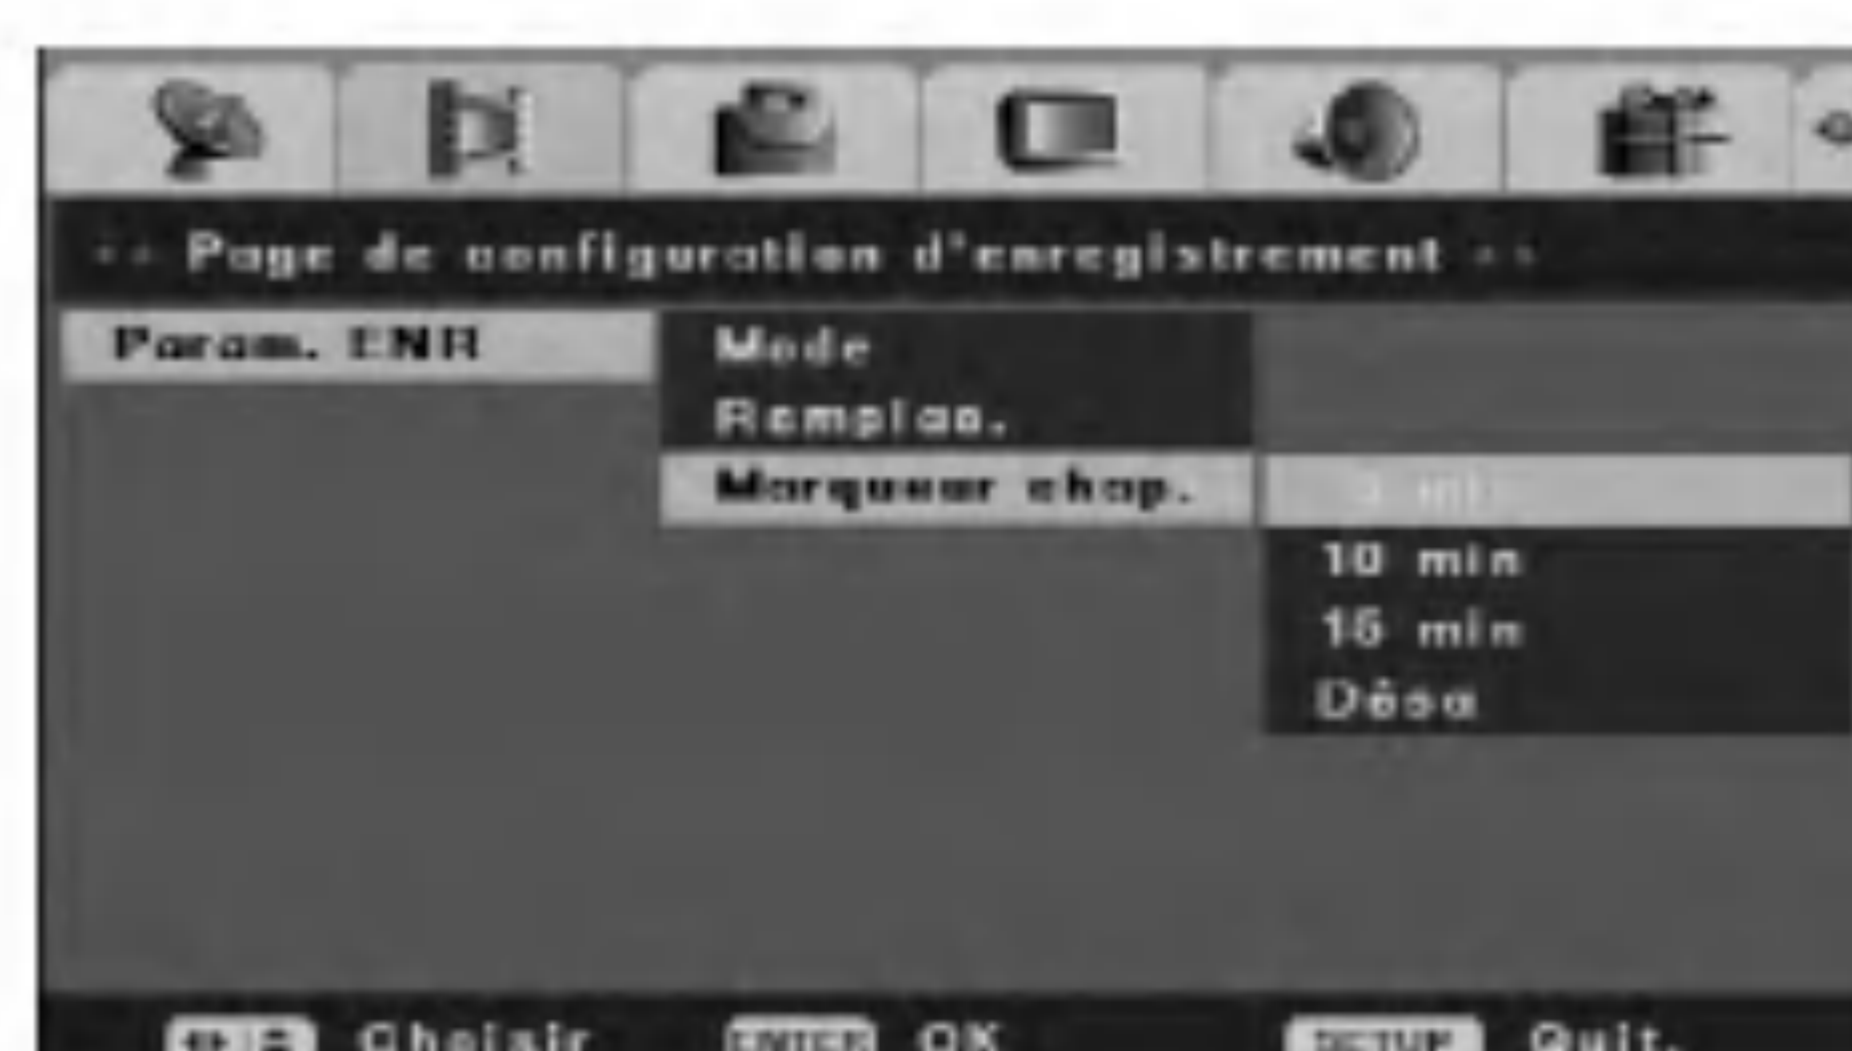 -- Page de configuration d'enregistrement --
Param. ENR
Mode
Remplac.
Marqueur chap.
min
10 min
15 min
Désa
Choisir
ENTER OK
SETUP Quit.